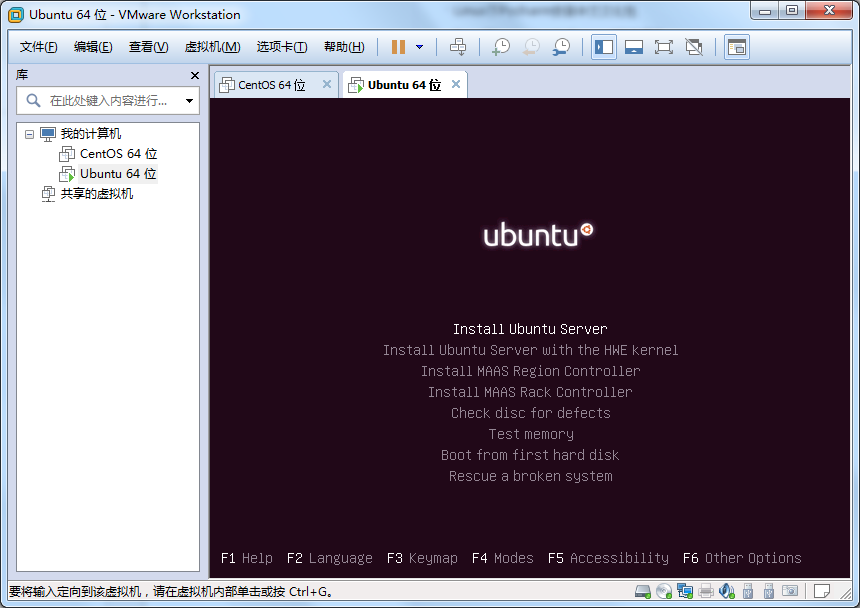 Ubuntu 64 位 - VMware Workstation
文件(F) 编辑(E) 查看(V) 虚拟机(M) 选项卡(T) 帮助(H)
库
在此处键入内容进行...
我的计算机
CentOS 64 位
Ubuntu 64 位
共享的虚拟机
CentOS 64 位 Ubuntu 64 位
ubuntu
Install Ubuntu Server
Install Ubuntu Server with the HWE kernel
Install MAAS Region Controller
Install MAAS Rack Controller
Check disc for defects
Test memory
Boot from first hard disk
Rescue a broken system
F1 Help F2 Language F3 Keymap F4 Modes F5 Accessibility F6 Other Options
要将输入定向到该虚拟机，请在虚拟机内部单击或按 Ctrl+G。